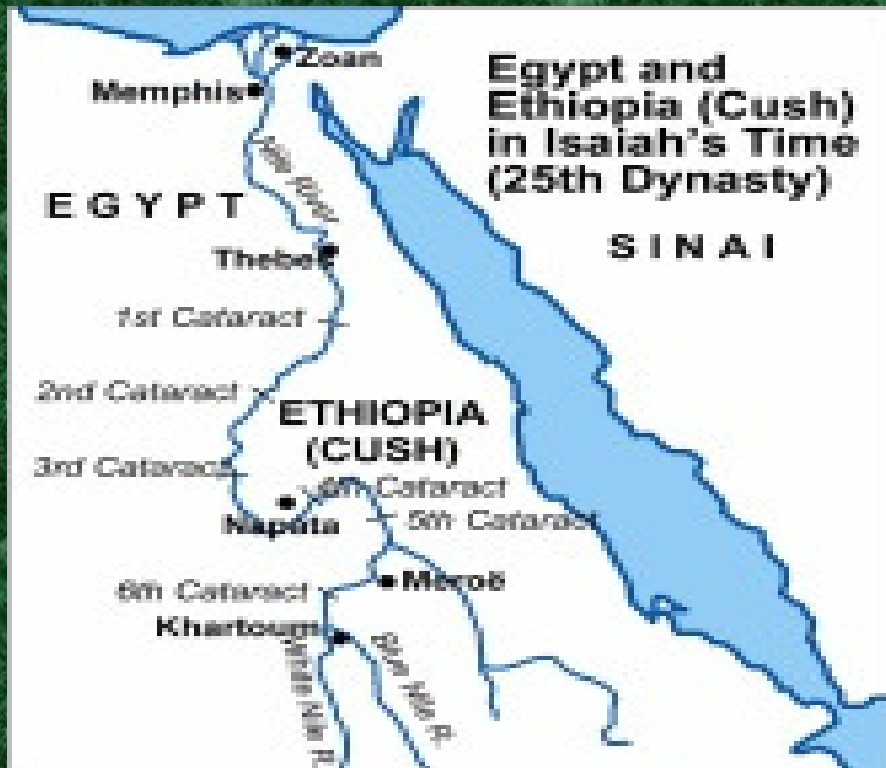 Zoan
Memphis
Egypt and
Ethiopia (Cush)
in Isaiah's Time
(25th Dynasty)
Nile River
EGYPT
SINAI
Thebes
1st Cataract
2nd Cataract
ETHIOPIA
(CUSH)
3rd Cataract
4th Cataract
Napata
5th Cataract
Meroë
6th Cataract
Khartoum
White Nile R.
Blue Nile R.